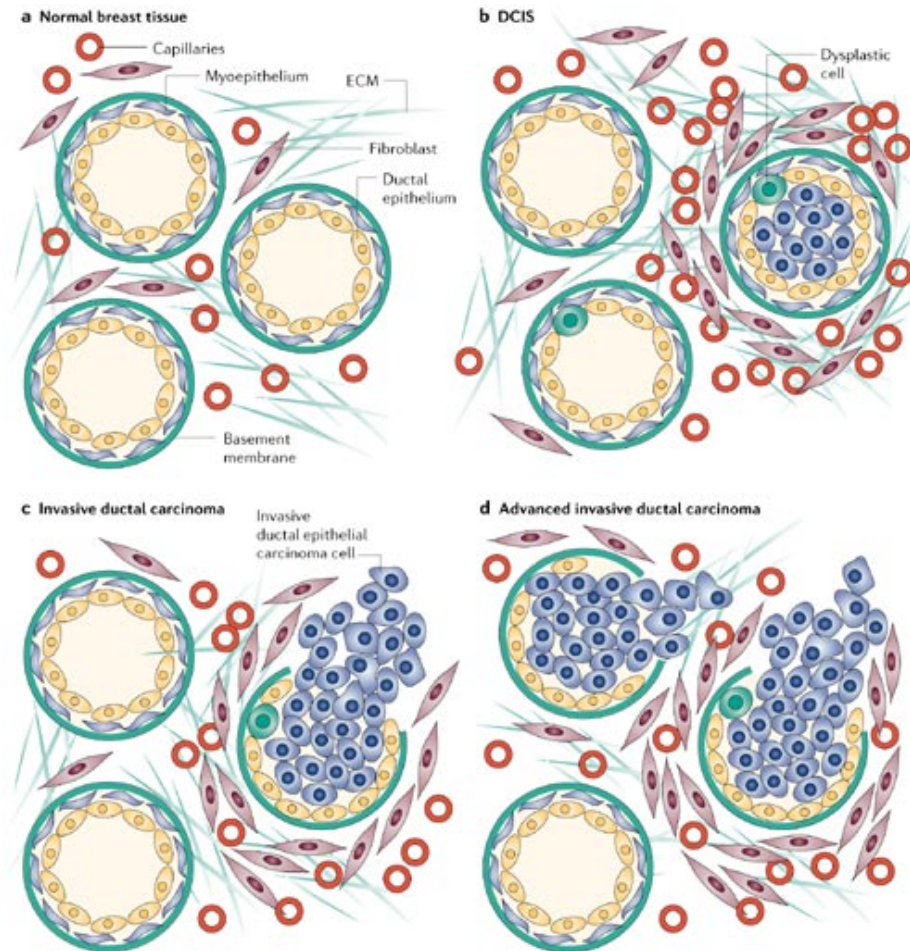 a Normal breast tissue
Capillaries
Myoepithelium
ECM
Fibroblast
Ductal
epithelium
Basement
membrane
b DCIS
Dysplastic
cell
c Invasive ductal carcinoma
Invasive
ductal epithelial
carcinoma cell
d Advanced invasive ductal carcinoma